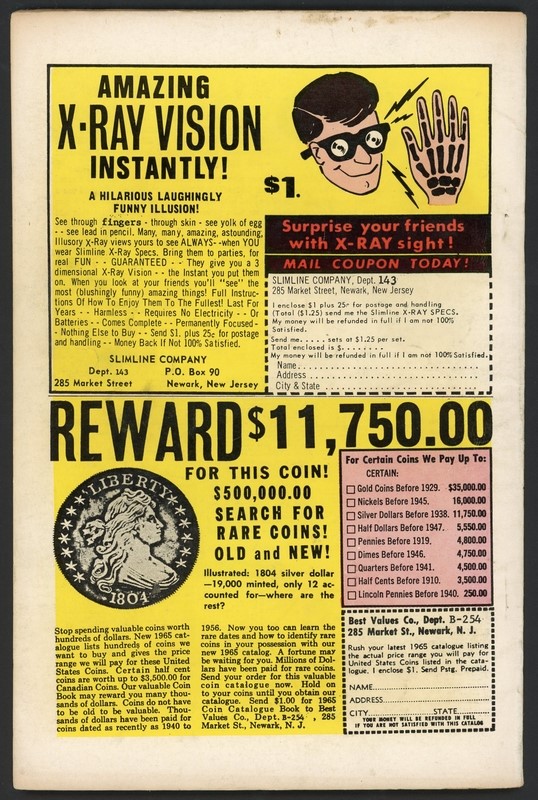 AMAZING
X-RAY VISION
INSTANTLY!
A HILARIOUS LAUGHINGLY
FUNNY ILLUSION!
See through fingers - through skin - see yolk of egg
- - see lead in pencil. Many, many, amazing, astounding,
Illusory X-Ray views yours to see ALWAYS--when YOU
wear Slimline X-Ray Specs. Bring them to parties, for
real FUN - - GUARANTEED - - They give you a 3
dimensional X-Ray Vision - - the Instant you put them
on. When you look at your friends you'll "see" the
most (blushingly funny) amazing things! Full Instruc-
tions Of How To Enjoy Them To The Fullest! Last For
Years - - Harmless - - Requires No Electricity - - Or
Batteries - - Comes Complete - - Permanently Focused -
- Nothing Else to Buy - - Send $1. plus 25¢ for postage
and handling -- Money Back If Not 100% Satisfied.
SLIMLINE COMPANY
Dept. 143 P.O. Box 90
285 Market Street Newark, New Jersey
$1.
Surprise your friends
with X-RAY sight!
MAIL COUPON TODAY!
SLIMLINE COMPANY, Dept. 143
285 Market Street, Newark, New Jersey
I enclose $1 plus 25¢ for postage and handling
(Total ($1.25) send me the Slimline X-RAY SPECS.
My money will be refunded in full if I am not 100%
Satisfied.
Send me..... sets at $1.25 per set.
Total enclosed is $........
My money will be refunded in full if I am not 100% Satisfied.
Name
Address
City & State
REWARD $11,750.00
FOR THIS COIN!
$500,000.00
SEARCH FOR
RARE COINS!
OLD and NEW!
LIBERTY
1804
Illustrated: 1804 silver dollar
—19,000 minted, only 12 ac-
counted for—where are the
rest?
Stop spending valuable coins worth
hundreds of dollars. New 1965 cat-
alogue lists hundreds of coins we
want to buy and gives the price
range we will pay for these United
States Coins. Certain half cent
coins are worth up to $3,500.00 for
Canadian Coins. Our valuable Coin
Book may reward you many thou-
sands of dollars. Coins do not have
to be old to be valuable. Thou-
sands of dollars have been paid for
coins dated as recently as 1940 to
1956. Now you too can learn the
rare dates and how to identify rare
coins in your possession with our
new 1965 catalog. A fortune may
be waiting for you. Millions of Dol-
lars have been paid for rare coins.
Send your order for this valuable
coin catalogue now. Hold on
to your coins until you obtain our
catalogue. Send $1.00 for 1965
Coin Catalogue Book to Best
Values Co., Dept. B-254 , 285
Market St., Newark, N. J.
For Certain Coins We Pay Up To:
CERTAIN:
Gold Coins Before 1929. $35,000.00
Nickels Before 1945. 16,000.00
Silver Dollars Before 1938. 11,750.00
Half Dollars Before 1947. 5,550.00
Pennies Before 1919. 4,800.00
Dimes Before 1946. 4,750.00
Quarters Before 1941. 4,500.00
Half Cents Before 1910. 3,500.00
Lincoln Pennies Before 1940. 250.00
Best Values Co., Dept. B-254
285 Market St., Newark, N. J.
Rush your latest 1965 catalogue listing
the actual price range you will pay for
United States Coins listed in the cata-
logue. I enclose $1. Send Pstg. Prepaid.
NAME
ADDRESS
CITY STATE
YOUR MONEY WILL BE REFUNDED IN FULL
IF YOU ARE NOT SATISFIED WITH THIS CATALOG